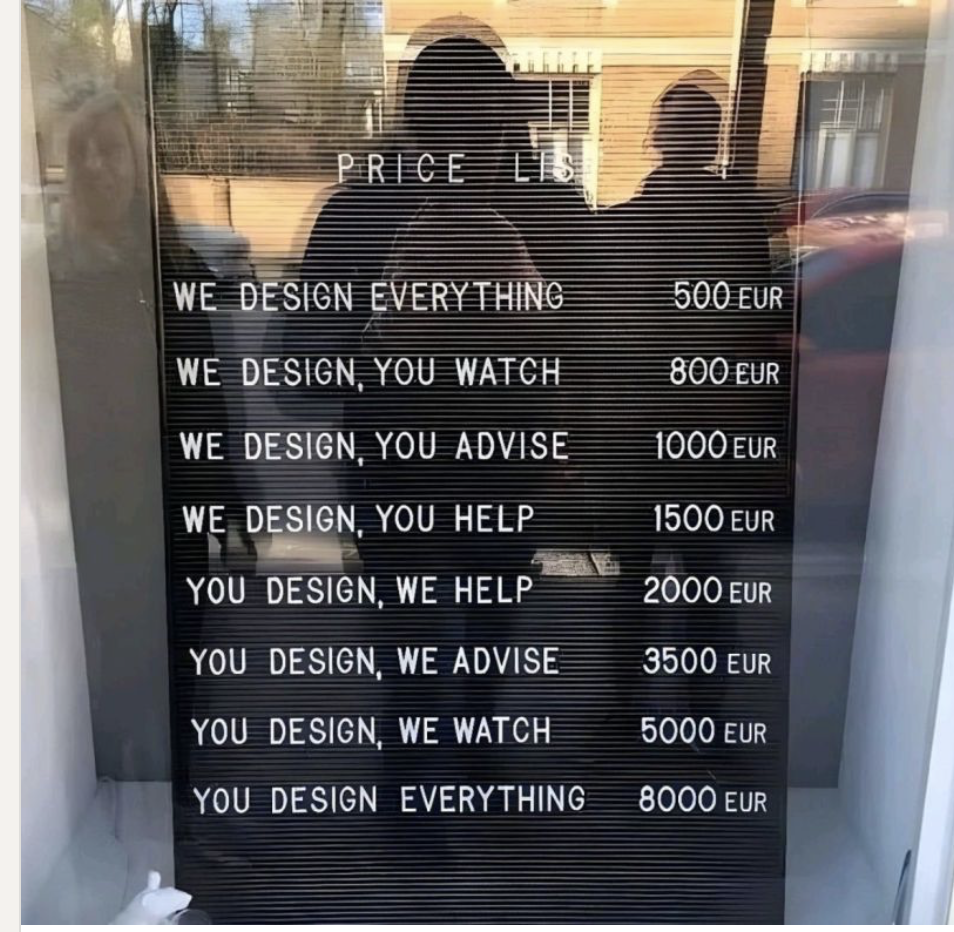 PRICE LIS
WE DESIGN EVERYTHING 500 EUR
WE DESIGN, YOU WATCH 800 EUR
WE DESIGN, YOU ADVISE 1000 EUR
WE DESIGN, YOU HELP 1500 EUR
YOU DESIGN, WE HELP 2000 EUR
YOU DESIGN, WE ADVISE 3500 EUR
YOU DESIGN, WE WATCH 5000 EUR
YOU DESIGN EVERYTHING 8000 EUR